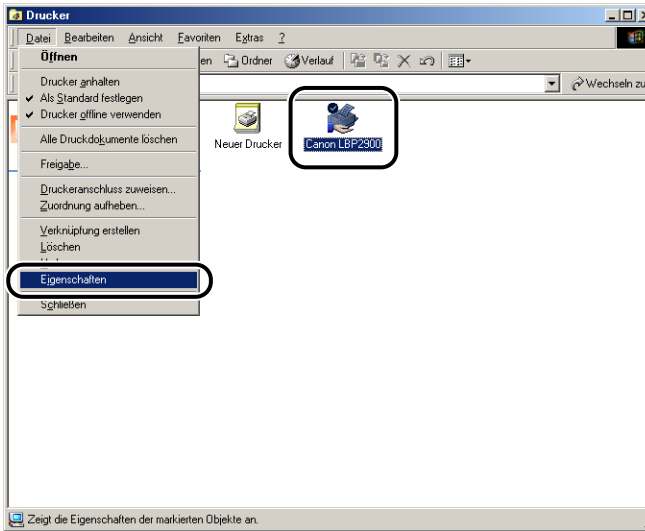 Drucker
Datei Bearbeiten Ansicht Favoriten Extras ?
en Ordner Verlauf
Wechseln zu
Öffnen
Drucker anhalten
Als Standard festlegen
Drucker offline verwenden
Alle Druckdokumente löschen
Freigabe...
Druckeranschluss zuweisen...
Zuordnung aufheben...
Verknüpfung erstellen
Löschen
Eigenschaften
Schließen
Neuer Drucker
Canon LBP2900
Zeigt die Eigenschaften der markierten Objekte an.